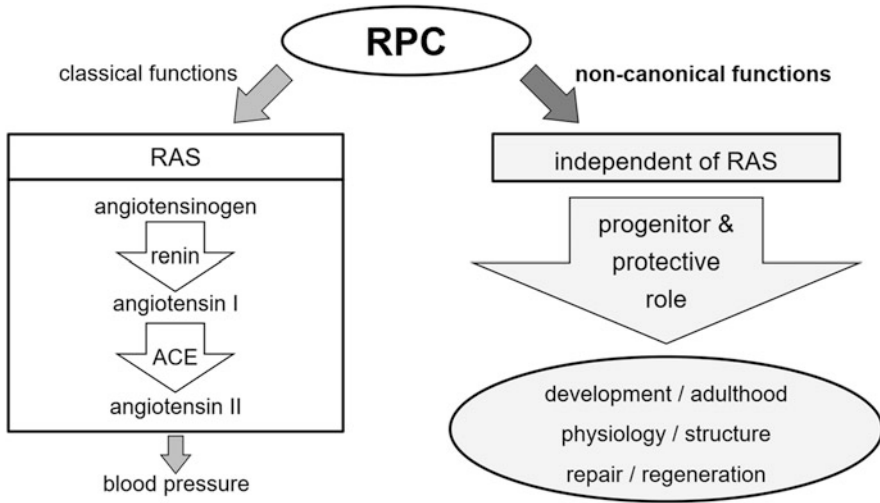 RPC
classical functions
non-canonical functions
RAS
angiotensinogen
renin
angiotensin I
ACE
angiotensin II
blood pressure
independent of RAS
progenitor &
protective
role
development / adulthood
physiology / structure
repair / regeneration